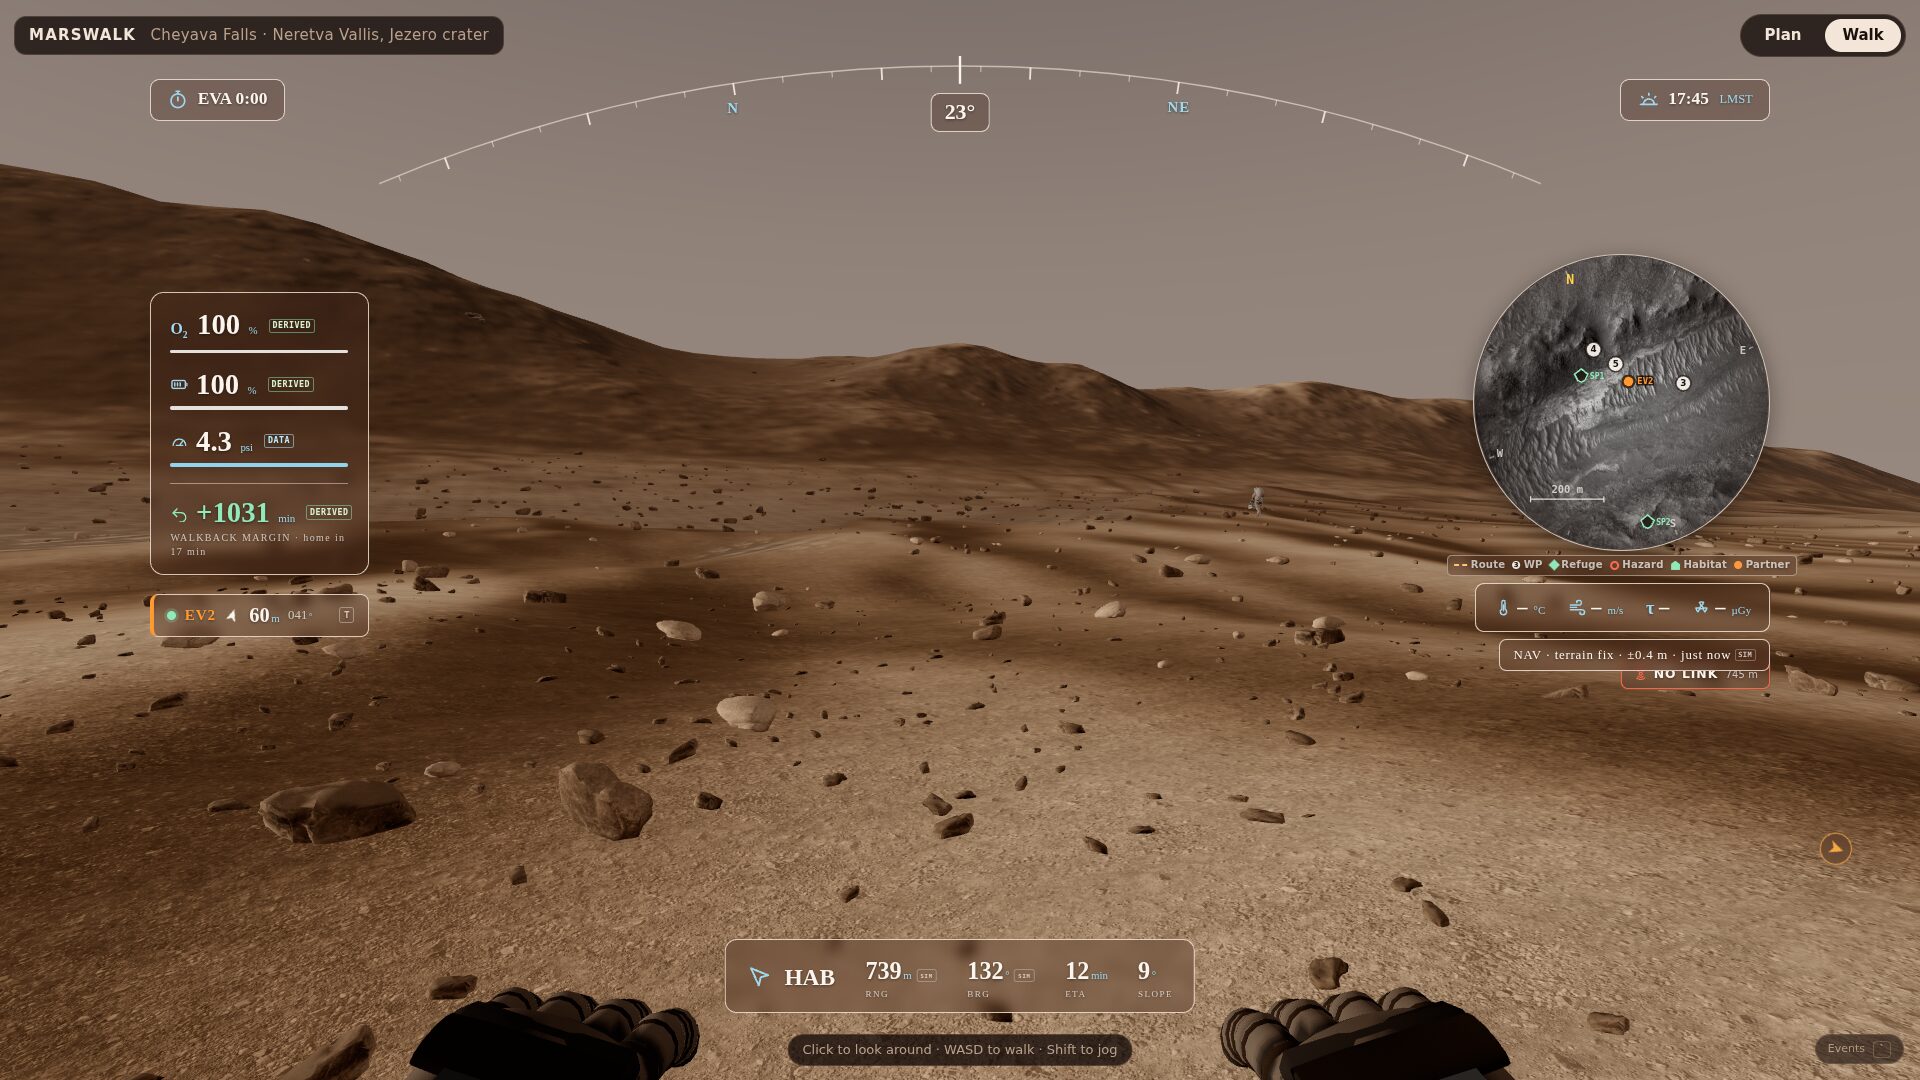 MARSWALK Cheyava Falls · Neretva Vallis, Jezero crater
Plan Walk
EVA 0:00
N
23°
NE
17:45 LMST
O₂ 100 % DERIVED
100 % DERIVED
4.3 psi DATA
+1031 min DERIVED
WALKBACK MARGIN · home in
17 min
EV2 60 m 041° T
N
E
4
5
SP1
EV2
3
W
200 m
SP2
S
Route 3 WP Refuge Hazard Habitat Partner
– °C – m/s τ – – µGy
NAV · terrain fix · ±0.4 m · just now SIM
NO LINK 745 m
HAB 739 m SIM 132° SIM 12 min 9°
RNG BRG ETA SLOPE
Click to look around · WASD to walk · Shift to jog
Events `